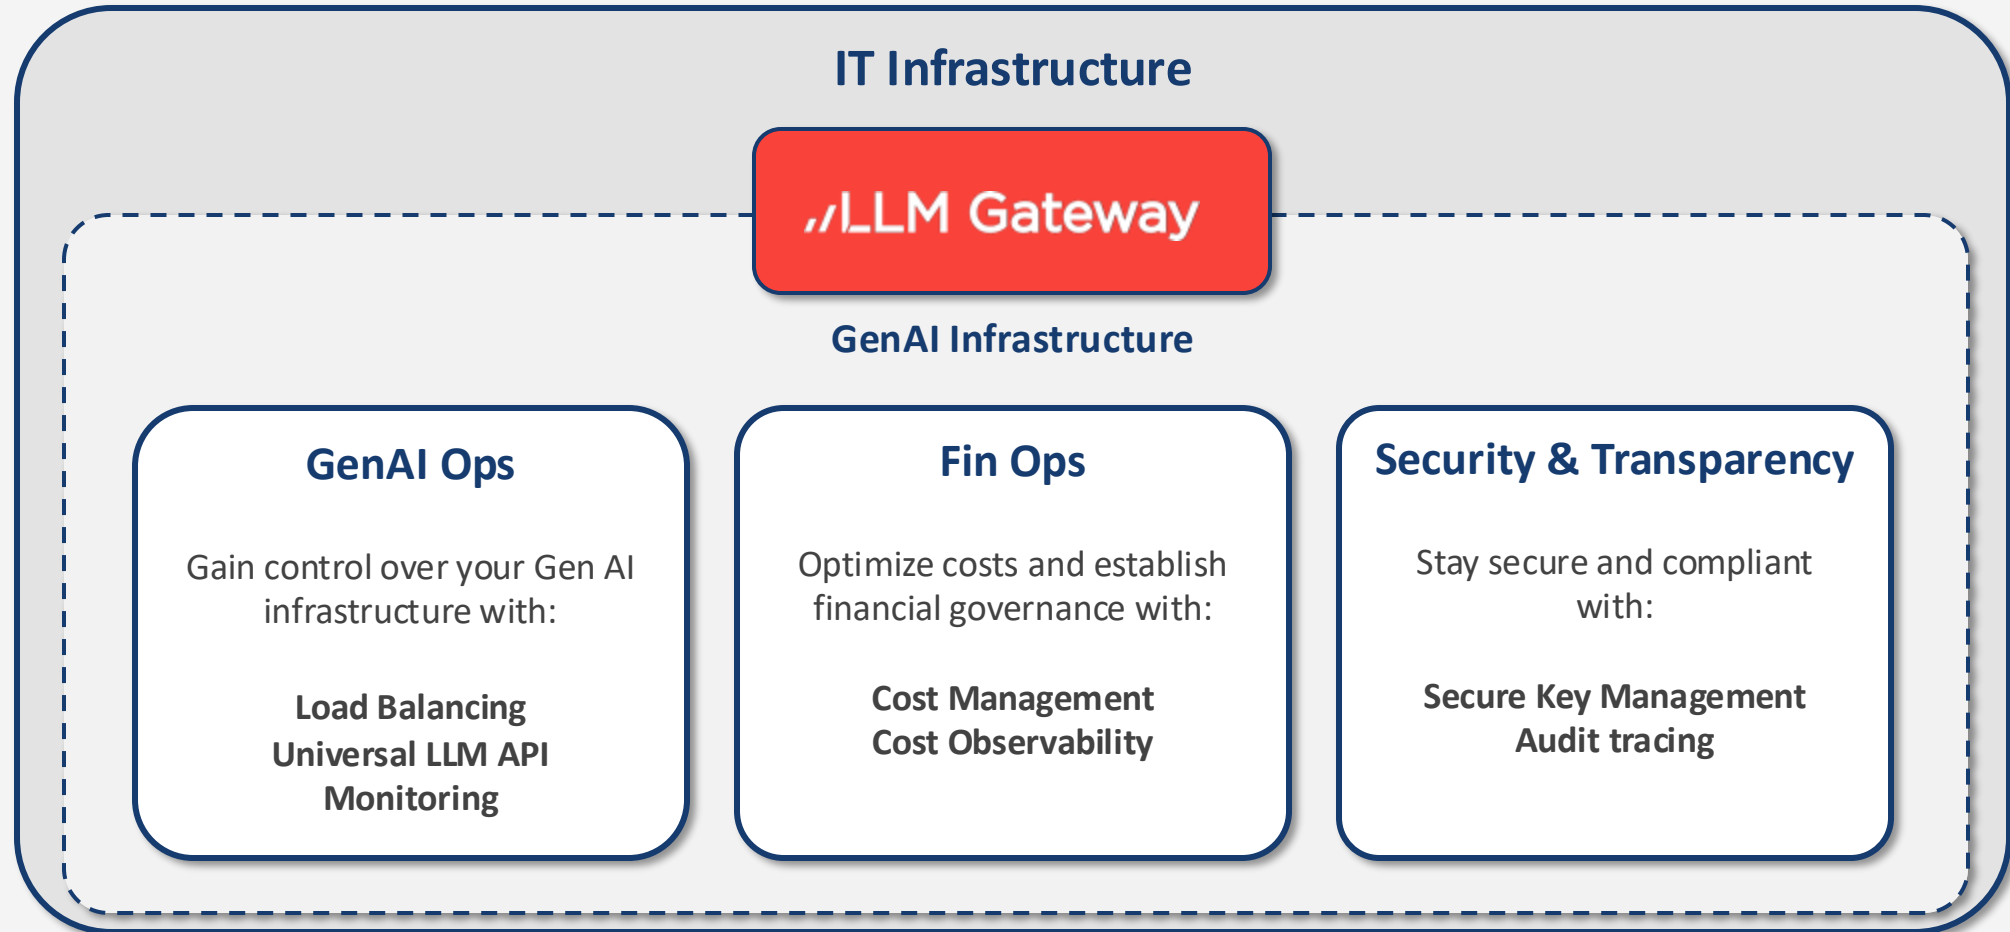 IT Infrastructure
LLM Gateway
GenAI Infrastructure
GenAI Ops
Gain control over your Gen AI
infrastructure with:
Load Balancing
Universal LLM API
Monitoring
Fin Ops
Optimize costs and establish
financial governance with:
Cost Management
Cost Observability
Security & Transparency
Stay secure and compliant
with:
Secure Key Management
Audit tracing